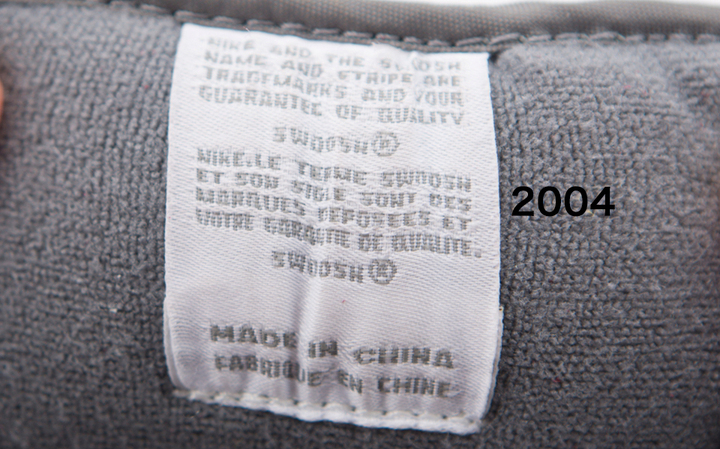 NIKE AND THE SWOOSH
NAME AND STRIPE ARE
TRADEMARKS AND YOUR
GUARANTEE OF QUALITY
SWOOSH®
NIKE.LE TERME SWOOSH
ET SON SIGLE SONT DES
MARQUES DEPOSEES ET
VOTRE GARANTIE DE QUALITE.
SWOOSH®
MADE IN CHINA
FABRIQUE EN CHINE
2004